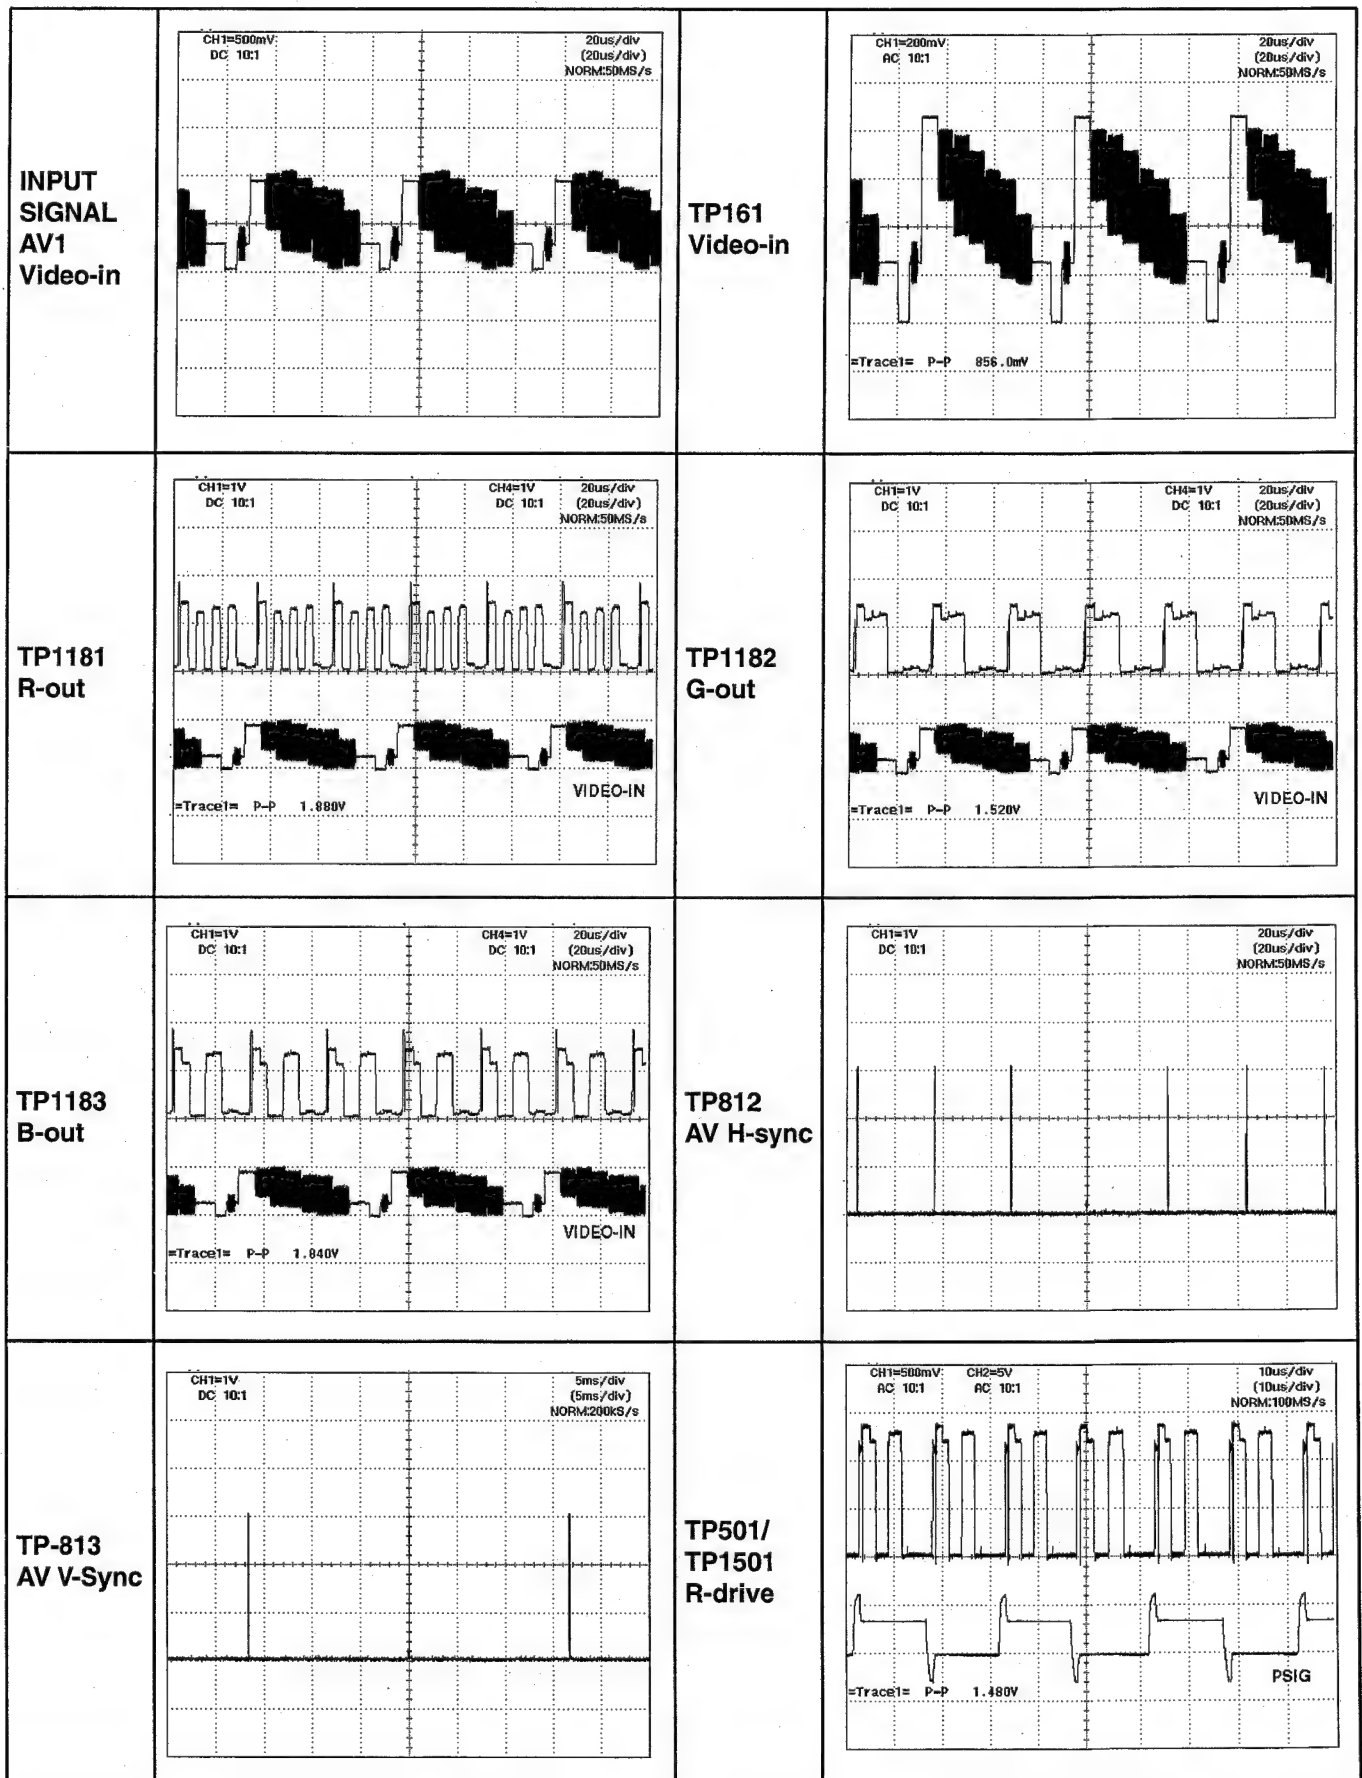 INPUT
SIGNAL
AV1
Video-in
CH1=500mV
DC 10:1
20us/div
(20us/div)
NORM:50MS/s
TP161
Video-in
CH1=200mV
AC 10:1
20us/div
(20us/div)
NORM:50MS/s
=Trace1= P-P 856.0mV
TP1181
R-out
CH1=1V
DC 10:1
CH4=1V
DC 10:1
20us/div
(20us/div)
NORM:50MS/s
VIDEO-IN
=Trace1= P-P 1.880V
TP1182
G-out
CH1=1V
DC 10:1
CH4=1V
DC 10:1
20us/div
(20us/div)
NORM:50MS/s
VIDEO-IN
=Trace1= P-P 1.520V
TP1183
B-out
CH1=1V
DC 10:1
CH4=1V
DC 10:1
20us/div
(20us/div)
NORM:50MS/s
VIDEO-IN
=Trace1= P-P 1.840V
TP812
AV H-sync
CH1=1V
DC 10:1
20us/div
(20us/div)
NORM:50MS/s
TP-813
AV V-Sync
CH1=1V
DC 10:1
5ms/div
(5ms/div)
NORM:200kS/s
TP501/
TP1501
R-drive
CH1=500mV
AC 10:1
CH2=5V
AC 10:1
10us/div
(10us/div)
NORM:100MS/s
PSIG
=Trace1= P-P 1.480V